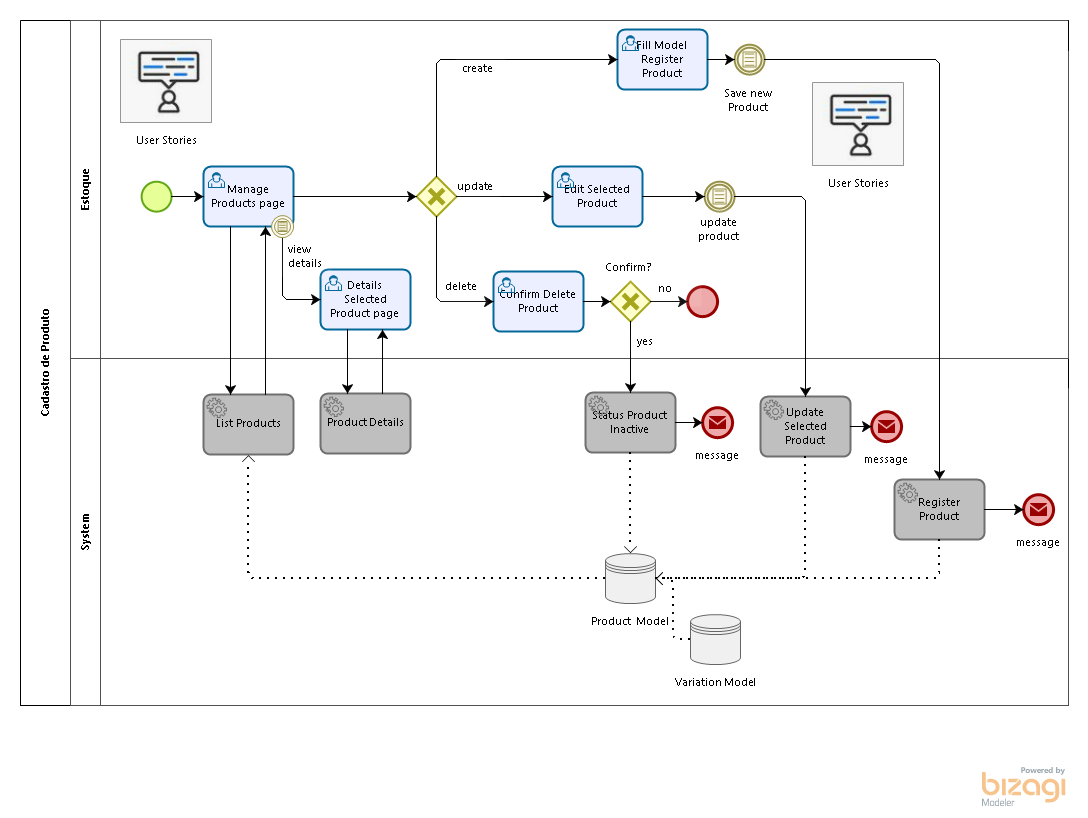 Cadastro de Produto
Estoque
System
User Stories
create
Fill Model
Register
Product
Save new
Product
User Stories
Manage
Products page
view
details
update
Edit Selected
Product
update
product
Details
Selected
Product page
delete
Confirm Delete
Product
Confirm?
no
yes
List Products
Product Details
Status Product
Inactive
message
Update
Selected
Product
message
Register
Product
message
Product Model
Variation Model
Powered by
bizagi
Modeler